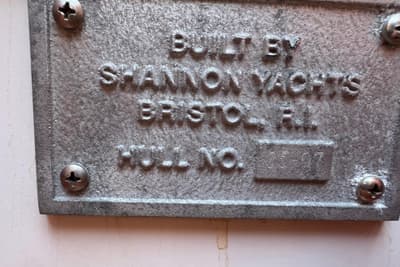 BUILT BY
SHANNON YACHTS
BRISTOL, R.I.
HULL NO.